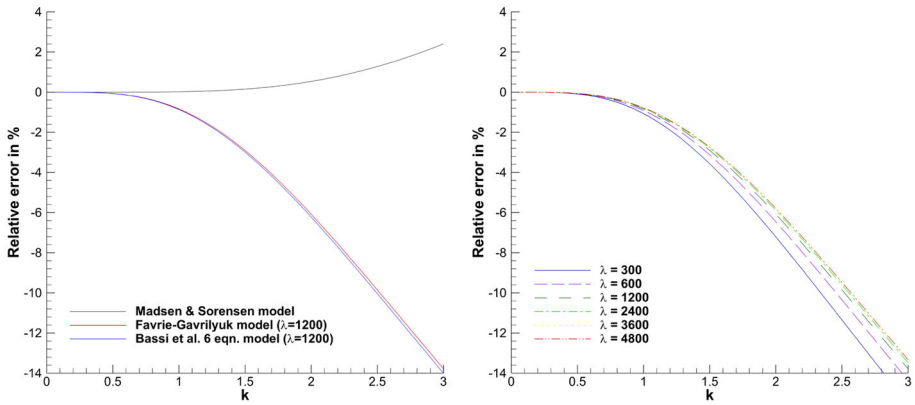 4
2
0
-2
-4
-6
-8
-10
-12
-14
0
0.5
1
1.5
2
2.5
3
Relative error in %
k
Madsen & Sorensen model
Favrie-Gavrilyuk model (λ=1200)
Bassi et al. 6 eqn. model (λ=1200)
4
2
0
-2
-4
-6
-8
-10
-12
-14
0
0.5
1
1.5
2
2.5
3
Relative error in %
k
λ = 300
λ = 600
λ = 1200
λ = 2400
λ = 3600
λ = 4800